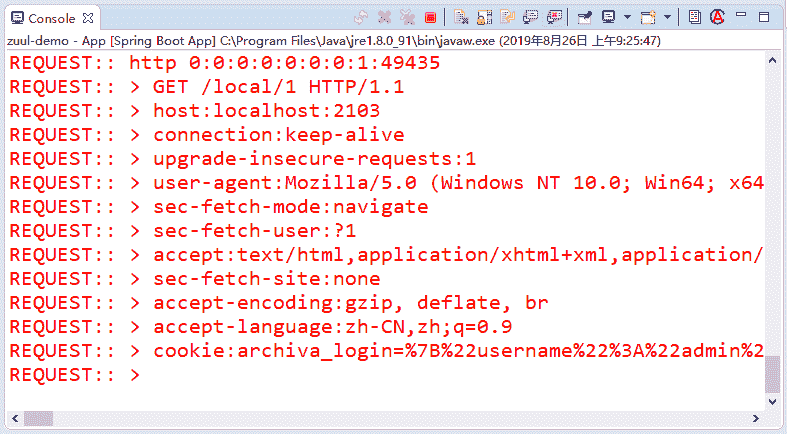 Console
zuul-demo - App [Spring Boot App] C:\Program Files\Java\jre1.8.0_91\bin\javaw.exe (2019年8月26日 上午9:25:47)
REQUEST:: http 0:0:0:0:0:0:0:1:49435
REQUEST:: > GET /local/1 HTTP/1.1
REQUEST:: > host:localhost:2103
REQUEST:: > connection:keep-alive
REQUEST:: > upgrade-insecure-requests:1
REQUEST:: > user-agent:Mozilla/5.0 (Windows NT 10.0; Win64; x64
REQUEST:: > sec-fetch-mode:navigate
REQUEST:: > sec-fetch-user:?1
REQUEST:: > accept:text/html,application/xhtml+xml,application/
REQUEST:: > sec-fetch-site:none
REQUEST:: > accept-encoding:gzip, deflate, br
REQUEST:: > accept-language:zh-CN,zh;q=0.9
REQUEST:: > cookie:archiva_login=%7B%22username%22%3A%22admin%2
REQUEST:: >